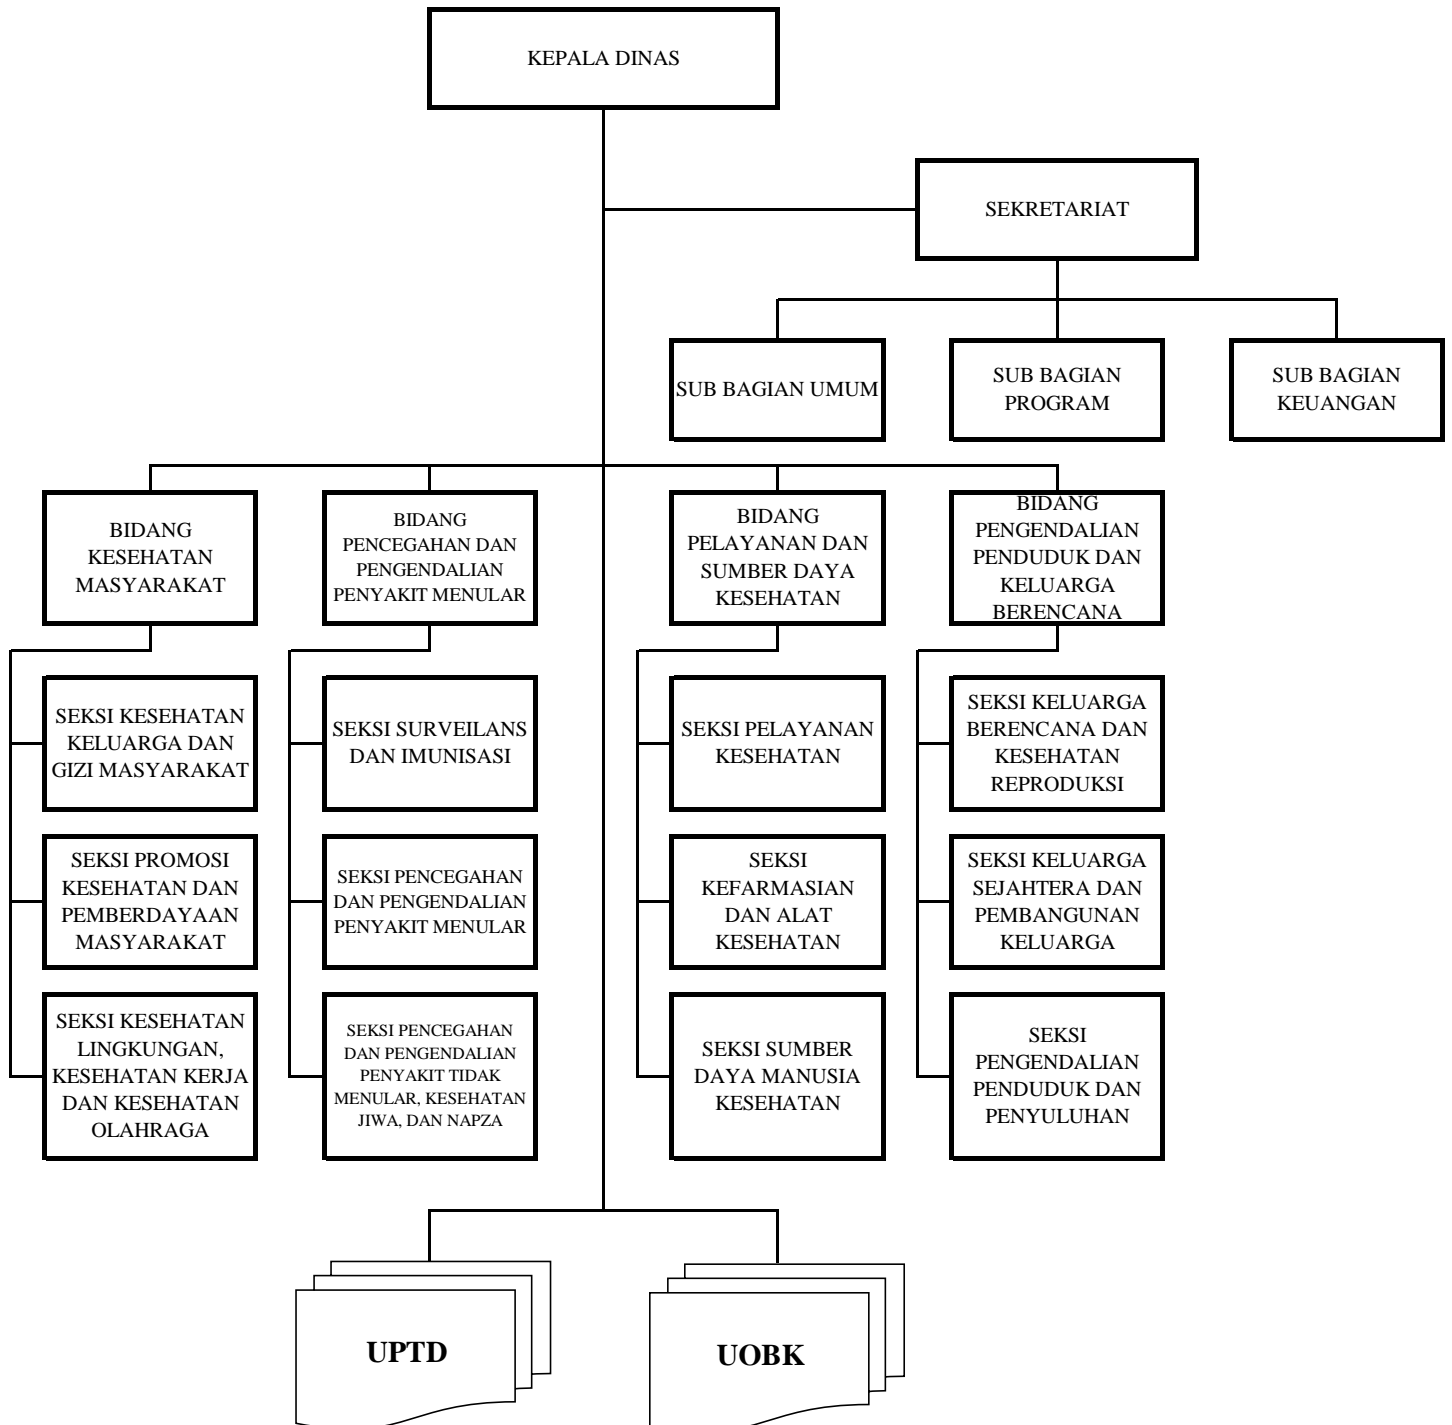 KEPALA DINAS
SEKRETARIAT
SUB BAGIAN UMUM
SUB BAGIAN
PROGRAM
SUB BAGIAN
KEUANGAN
BIDANG
KESEHATAN
MASYARAKAT
BIDANG
PENCEGAHAN DAN
PENGENDALIAN
PENYAKIT MENULAR
BIDANG
PELAYANAN DAN
SUMBER DAYA
KESEHATAN
BIDANG
PENGENDALIAN
PENDUDUK DAN
KELUARGA
BERENCANA
SEKSI KESEHATAN
KELUARGA DAN
GIZI MASYARAKAT
SEKSI SURVEILANS
DAN IMUNISASI
SEKSI PELAYANAN
KESEHATAN
SEKSI KELUARGA
BERENCANA DAN
KESEHATAN
REPRODUKSI
SEKSI PROMOSI
KESEHATAN DAN
PEMBERDAYAAN
MASYARAKAT
SEKSI PENCEGAHAN
DAN PENGENDALIAN
PENYAKIT MENULAR
SEKSI
KEFARMASIAN
DAN ALAT
KESEHATAN
SEKSI KELUARGA
SEJAHTERA DAN
PEMBANGUNAN
KELUARGA
SEKSI KESEHATAN
LINGKUNGAN,
KESEHATAN KERJA
DAN KESEHATAN
OLAHRAGA
SEKSI PENCEGAHAN
DAN PENGENDALIAN
PENYAKIT TIDAK
MENULAR, KESEHATAN
JIWA, DAN NAPZA
SEKSI SUMBER
DAYA MANUSIA
KESEHATAN
SEKSI
PENGENDALIAN
PENDUDUK DAN
PENYULUHAN
UPTD
UOBK